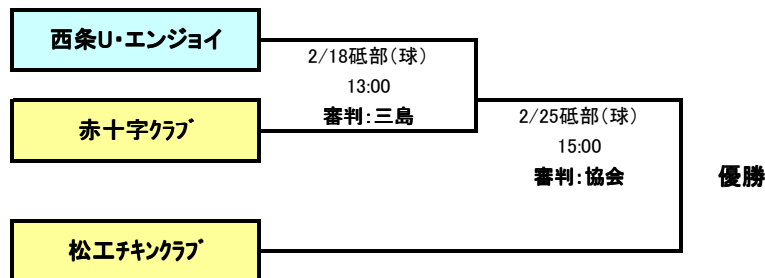 西条U・エンジョイ
2/18砥部(球)
13:00
審判:三島
赤十字クラブ
2/25砥部(球)
15:00
審判:協会
優勝
松工チキンクラブ